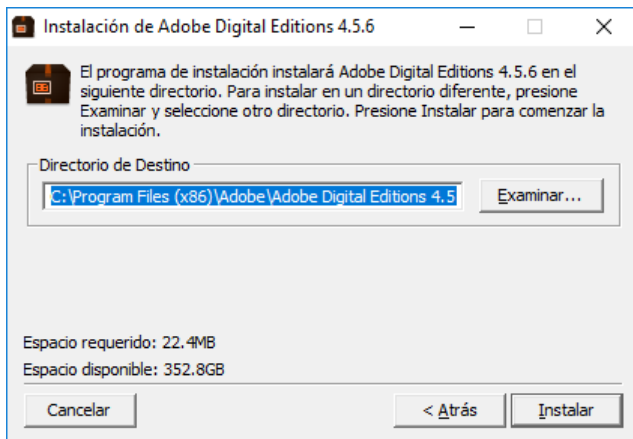 Instalación de Adobe Digital Editions 4.5.6
El programa de instalación instalará Adobe Digital Editions 4.5.6 en el
siguiente directorio. Para instalar en un directorio diferente, presione
Examinar y seleccione otro directorio. Presione Instalar para comenzar la
instalación.
Directorio de Destino
C:\Program Files (x86)\Adobe\Adobe Digital Editions 4.5
Examinar...
Espacio requerido: 22.4MB
Espacio disponible: 352.8GB
Cancelar
< Atrás
Instalar